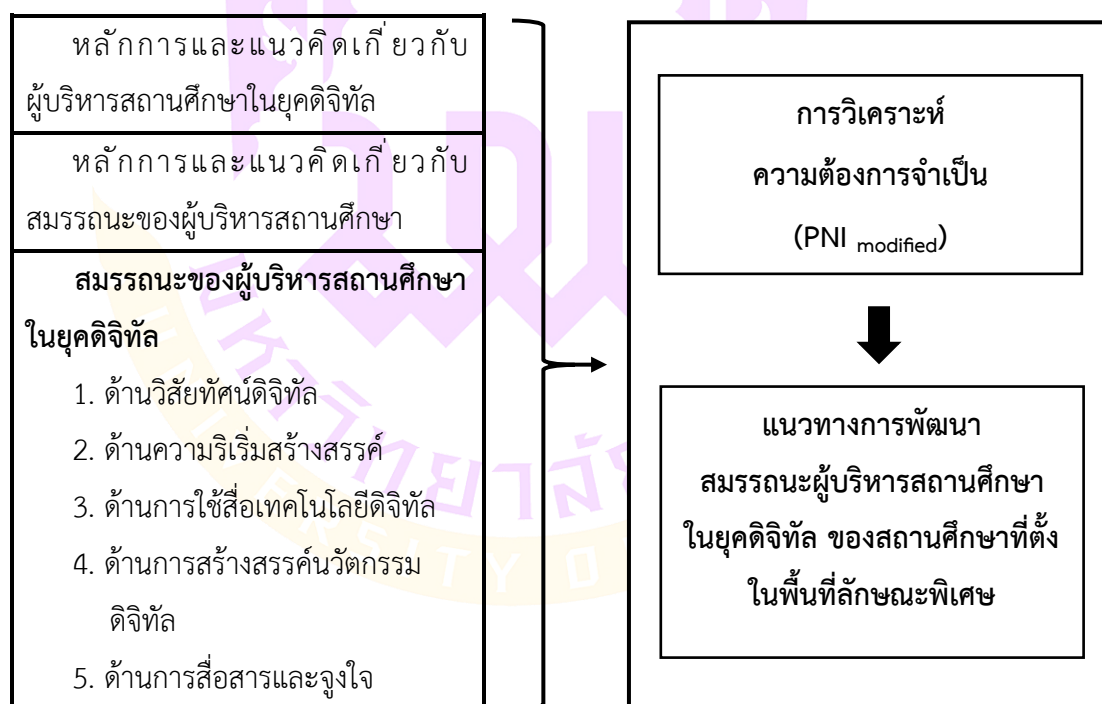 หลักการและแนวคิดเกี่ยวกับ
ผู้บริหารสถานศึกษาในยุคดิจิทัล
หลักการและแนวคิดเกี่ยวกับ
สมรรถนะของผู้บริหารสถานศึกษา
สมรรถนะของผู้บริหารสถานศึกษา
ในยุคดิจิทัล
1. ด้านวิสัยทัศน์ดิจิทัล
2. ด้านความริเริ่มสร้างสรรค์
3. ด้านการใช้สื่อเทคโนโลยีดิจิทัล
4. ด้านการสร้างสรรค์นวัตกรรม
ดิจิทัล
5. ด้านการสื่อสารและจูงใจ
การวิเคราะห์
ความต้องการจำเป็น
(PNI modified)
แนวทางการพัฒนา
สมรรถนะผู้บริหารสถานศึกษา
ในยุคดิจิทัล ของสถานศึกษาที่ตั้ง
ในพื้นที่ลักษณะพิเศษ